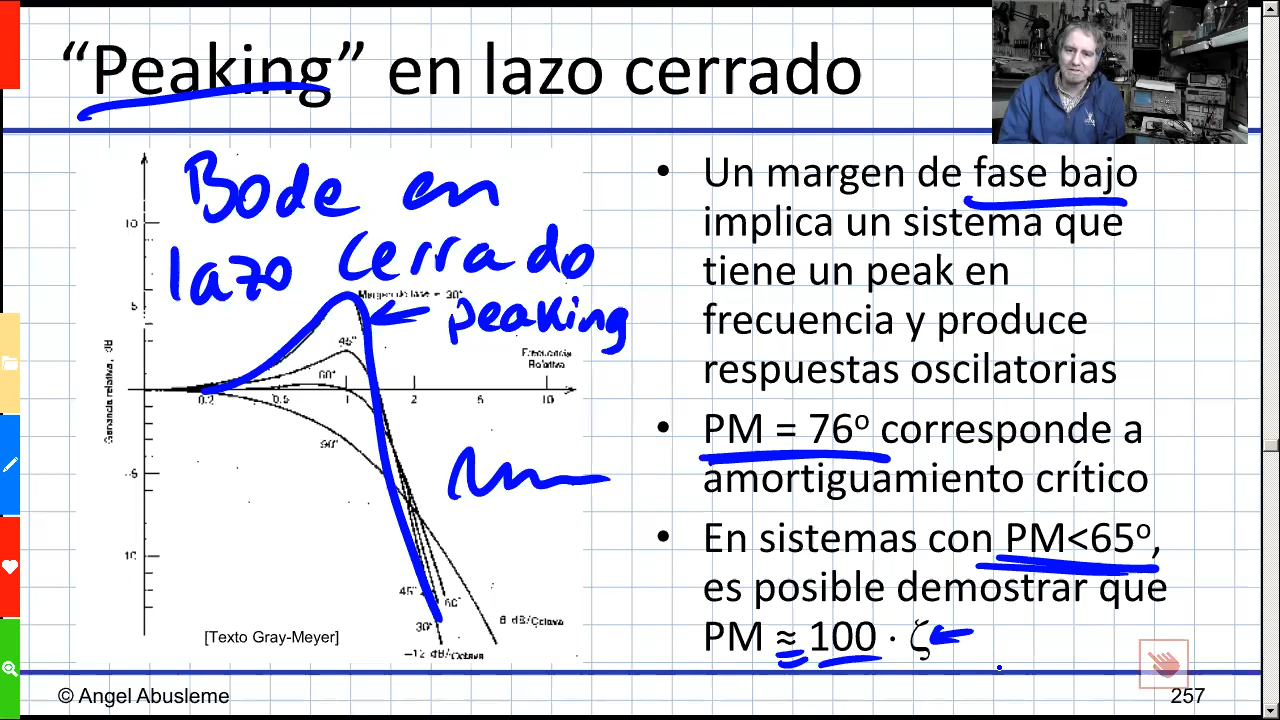 “Peaking” en lazo cerrado
Bode en
lazo cerrado
peaking
Margen de fase = 30°
10
5
45°
60°
90°
Frecuencia
Relativa
Ganancia relativa, dB
0.2 0.5 1 2 5 10
-5
10
45°
60°
30°
6 dB/Octava
−12 dB/Octava
[Texto Gray-Meyer]
• Un margen de fase bajo
implica un sistema que
tiene un peak en
frecuencia y produce
respuestas oscilatorias
• PM = 76º corresponde a
amortiguamiento crítico
• En sistemas con PM<65º,
es posible demostrar que
PM ≈ 100 · ζ
© Angel Abusleme
257